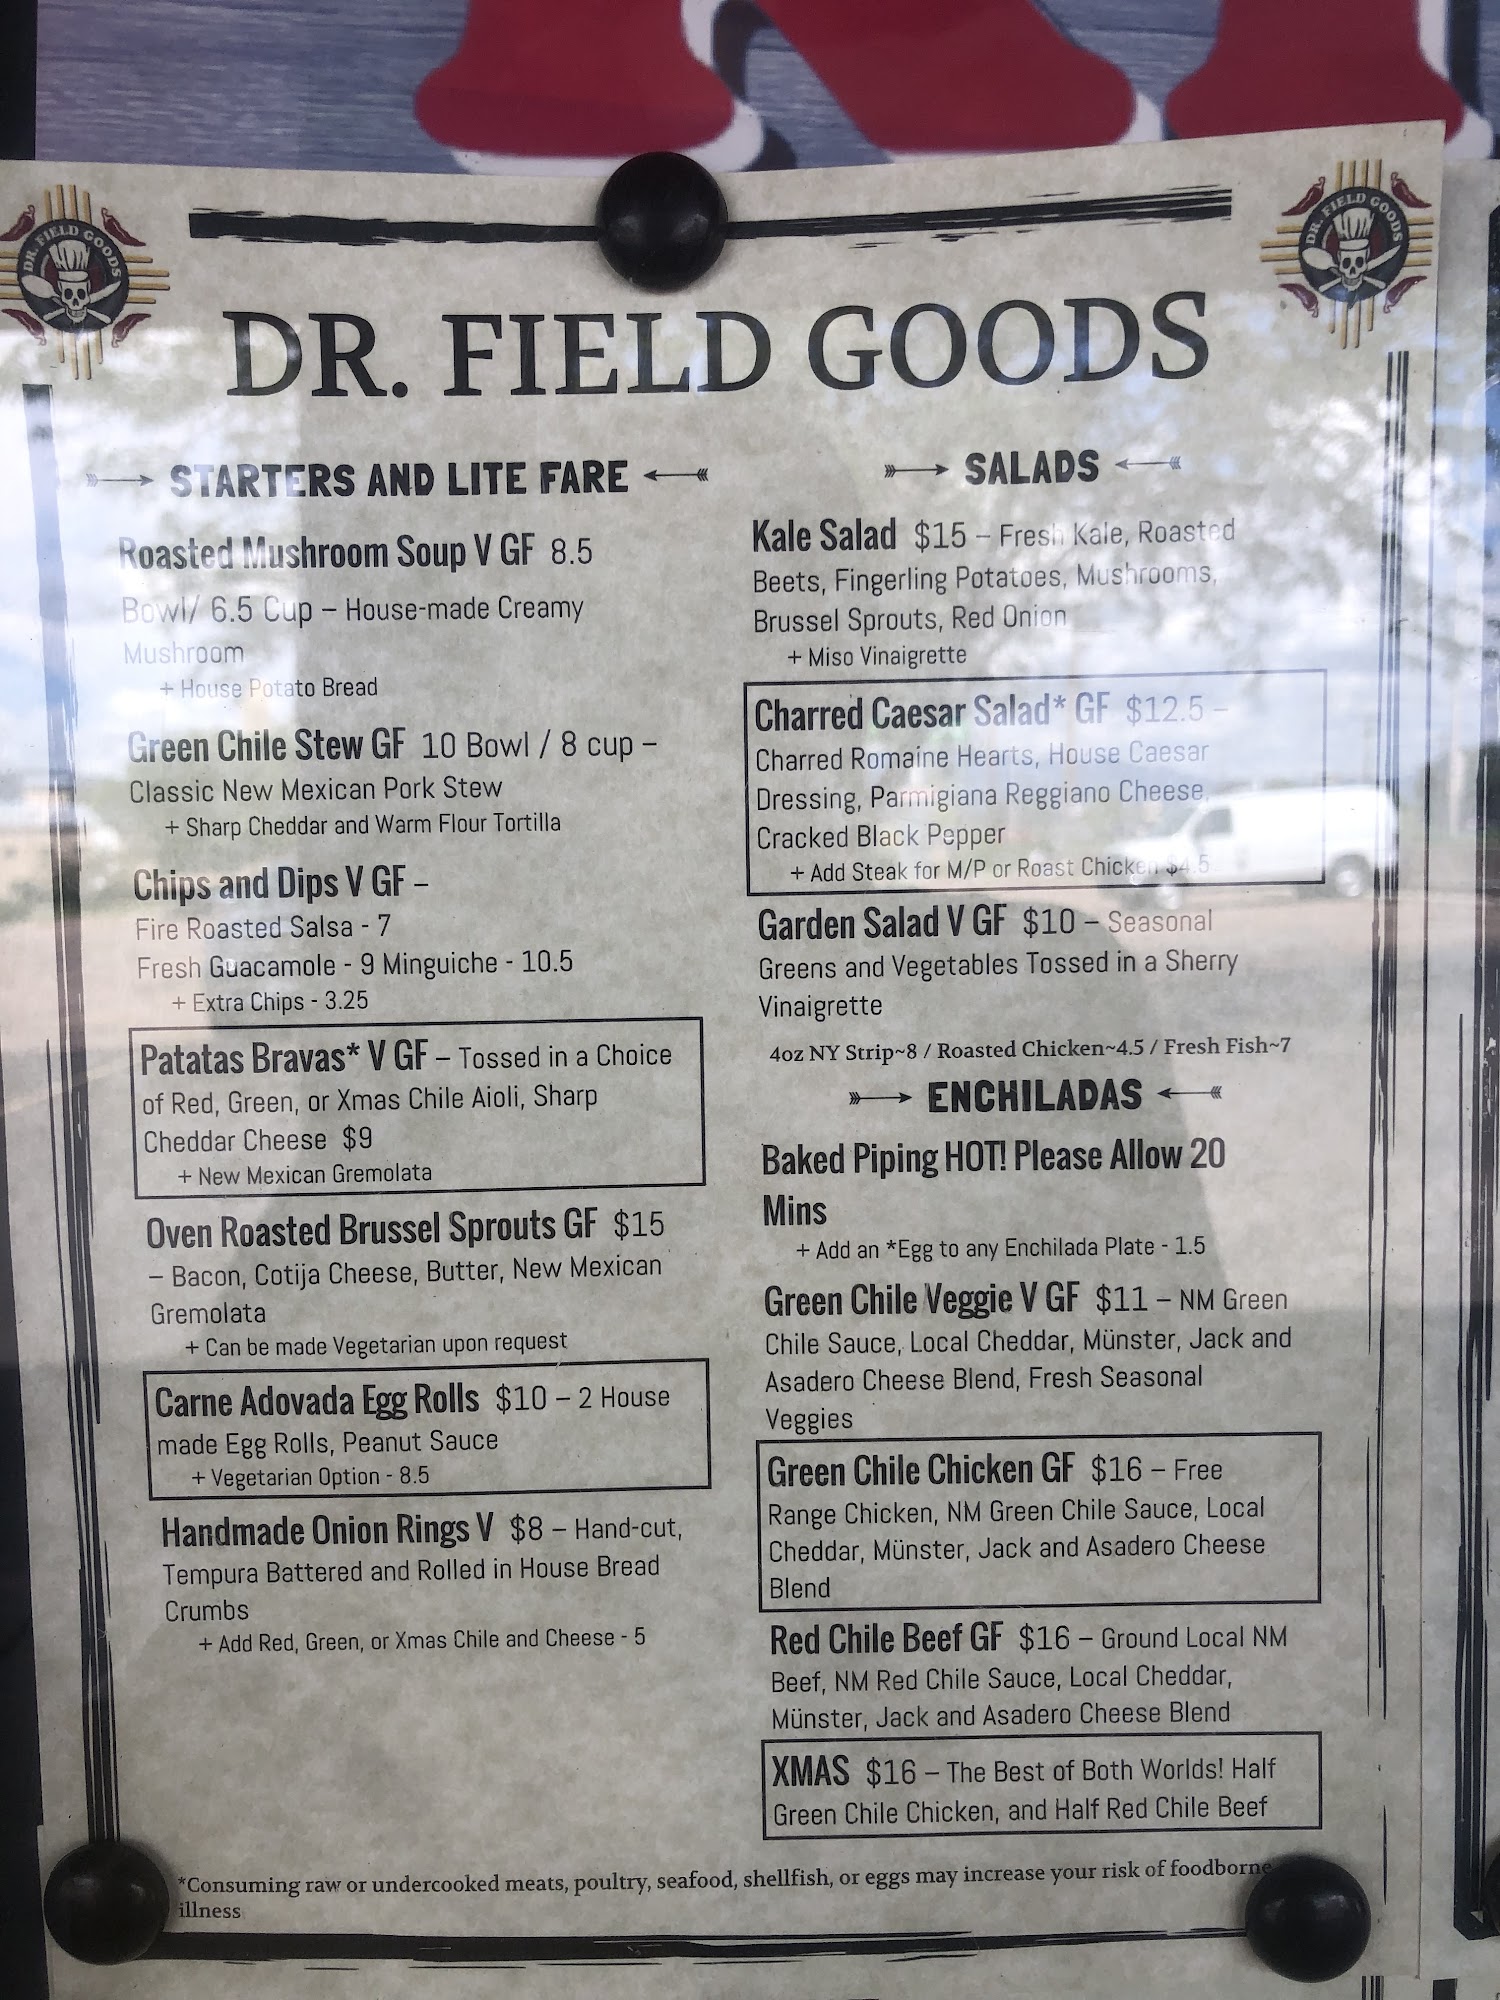 DR. FIELD GOODS
DR. FIELD GOODS
DR. FIELD GOODS
STARTERS AND LITE FARE
Roasted Mushroom Soup V GF 8.5
Bowl/ 6.5 Cup – House-made Creamy
Mushroom
+ House Potato Bread
Green Chile Stew GF 10 Bowl / 8 cup –
Classic New Mexican Pork Stew
+ Sharp Cheddar and Warm Flour Tortilla
Chips and Dips V GF –
Fire Roasted Salsa - 7
Fresh Guacamole - 9 Minguiche - 10.5
+ Extra Chips - 3.25
Patatas Bravas* V GF – Tossed in a Choice
of Red, Green, or Xmas Chile Aioli, Sharp
Cheddar Cheese $9
+ New Mexican Gremolata
Oven Roasted Brussel Sprouts GF $15
– Bacon, Cotija Cheese, Butter, New Mexican
Gremolata
+ Can be made Vegetarian upon request
Carne Adovada Egg Rolls $10 – 2 House
made Egg Rolls, Peanut Sauce
+ Vegetarian Option - 8.5
Handmade Onion Rings V $8 – Hand-cut,
Tempura Battered and Rolled in House Bread
Crumbs
+ Add Red, Green, or Xmas Chile and Cheese - 5
SALADS
Kale Salad $15 – Fresh Kale, Roasted
Beets, Fingerling Potatoes, Mushrooms,
Brussel Sprouts, Red Onion
+ Miso Vinaigrette
Charred Caesar Salad* GF $12.5 –
Charred Romaine Hearts, House Caesar
Dressing, Parmigiana Reggiano Cheese,
Cracked Black Pepper
+ Add Steak for M/P or Roast Chicken $4.5
Garden Salad V GF $10 – Seasonal
Greens and Vegetables Tossed in a Sherry
Vinaigrette
4oz NY Strip~8 / Roasted Chicken~4.5 / Fresh Fish~7
ENCHILADAS
Baked Piping HOT! Please Allow 20
Mins
+ Add an *Egg to any Enchilada Plate - 1.5
Green Chile Veggie V GF $11 – NM Green
Chile Sauce, Local Cheddar, Münster, Jack and
Asadero Cheese Blend, Fresh Seasonal
Veggies
Green Chile Chicken GF $16 – Free
Range Chicken, NM Green Chile Sauce, Local
Cheddar, Münster, Jack and Asadero Cheese
Blend
Red Chile Beef GF $16 – Ground Local NM
Beef, NM Red Chile Sauce, Local Cheddar,
Münster, Jack and Asadero Cheese Blend
XMAS $16 – The Best of Both Worlds! Half
Green Chile Chicken, and Half Red Chile Beef
*Consuming raw or undercooked meats, poultry, seafood, shellfish, or eggs may increase your risk of foodborne
illness